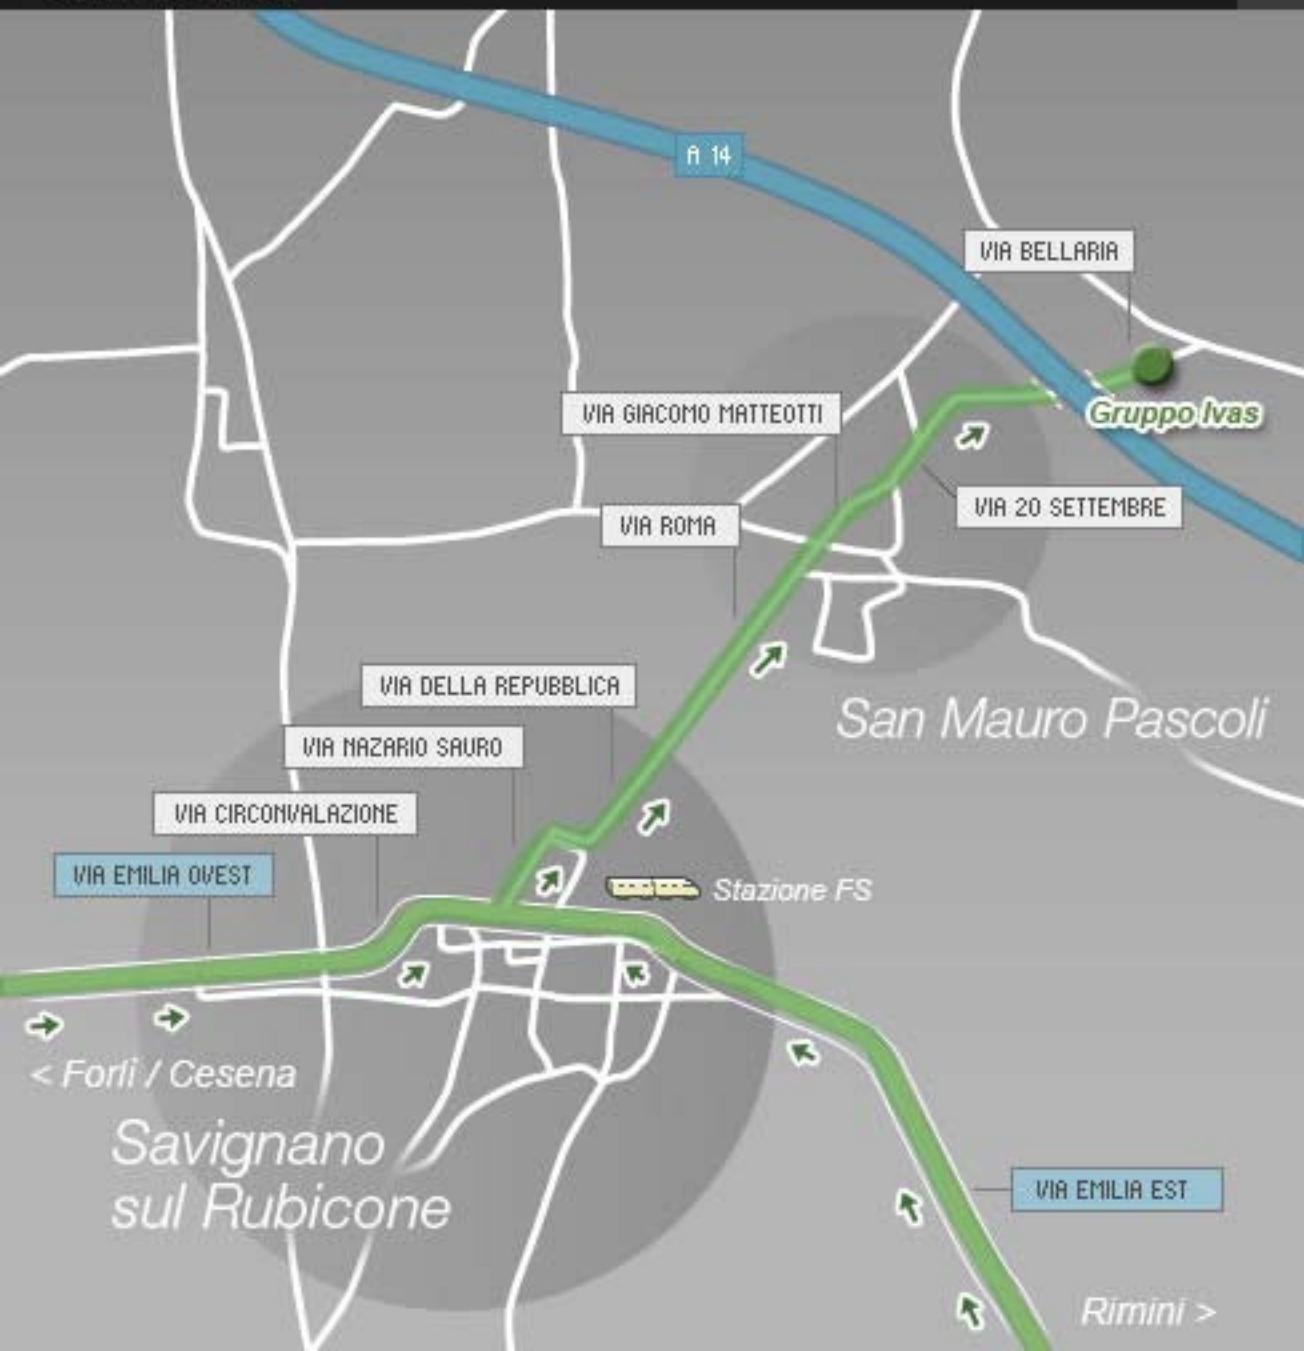 A 14
VIA BELLARIA
Gruppo Ivas
VIA GIACOMO MATTEOTTI
VIA 20 SETTEMBRE
VIA ROMA
VIA DELLA REPUBBLICA
San Mauro Pascoli
VIA NAZARIO SAURO
VIA CIRCONVALAZIONE
VIA EMILIA OVEST
Stazione FS
< Forlì / Cesena
Savignano
sul Rubicone
VIA EMILIA EST
Rimini >